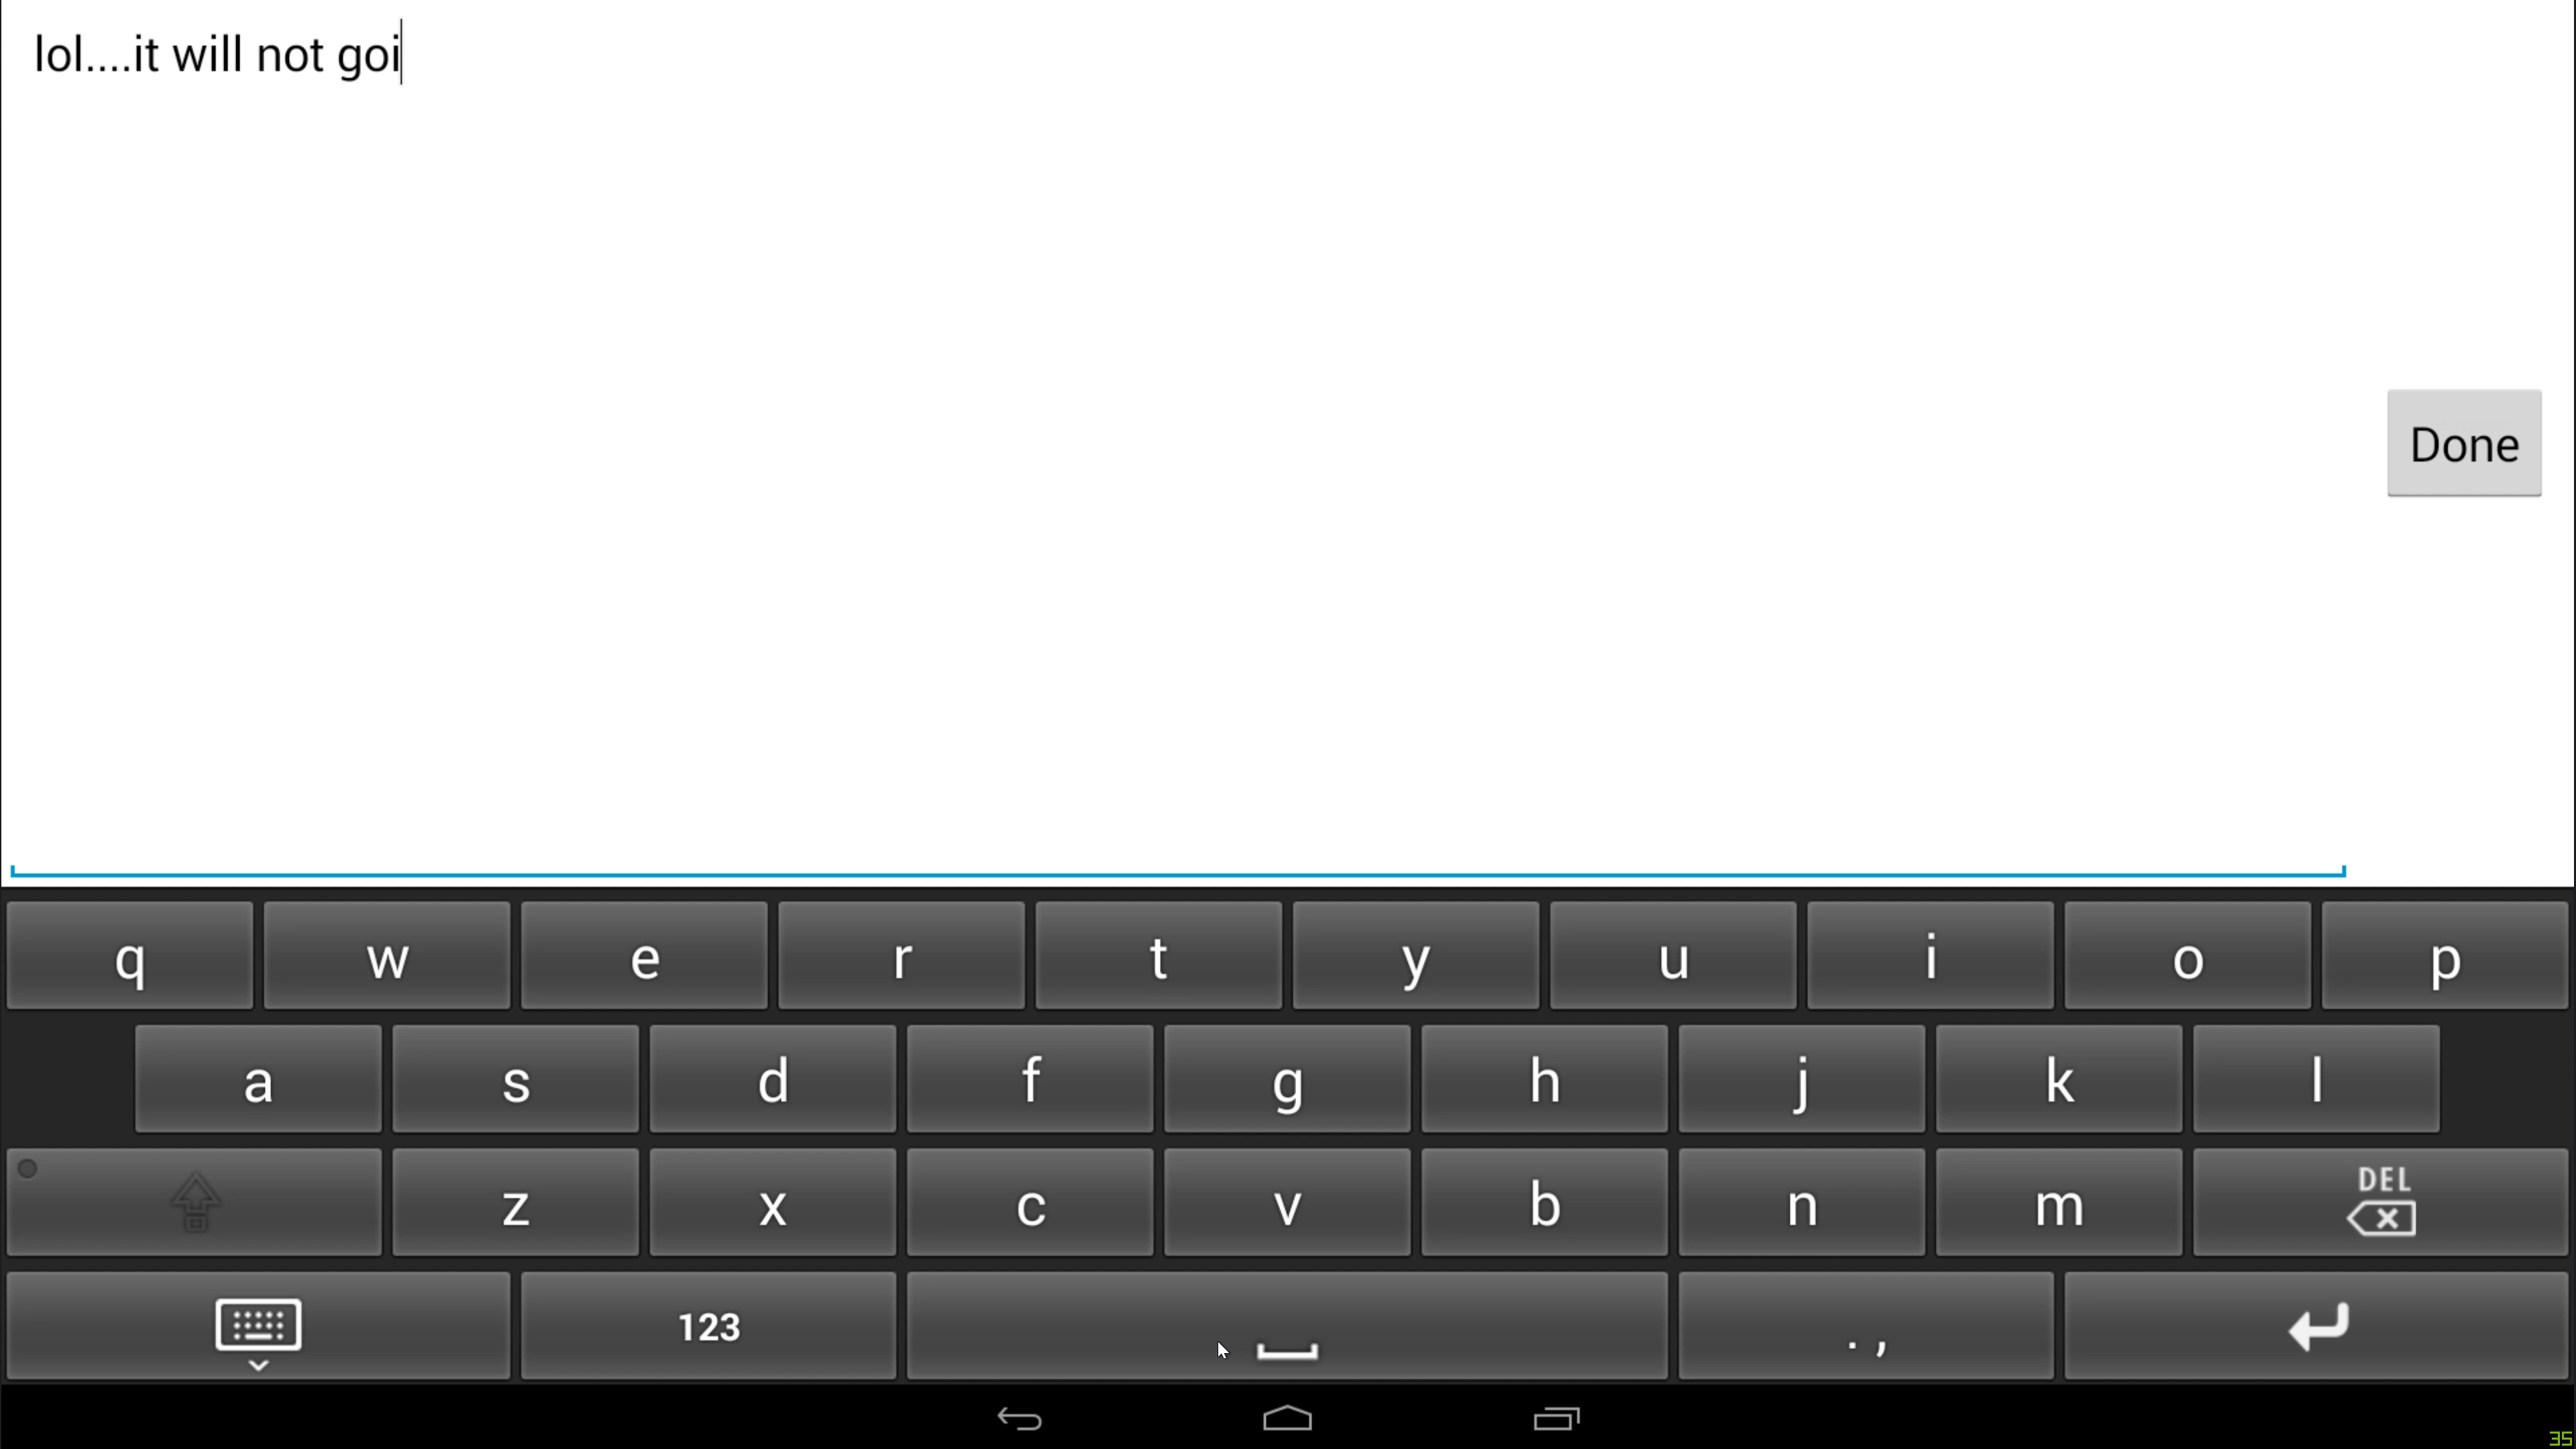 lol....it will not goi
Done
q w e r t y u i o p
a s d f g h j k l
z x c v b n m DEL
123 . ,
35